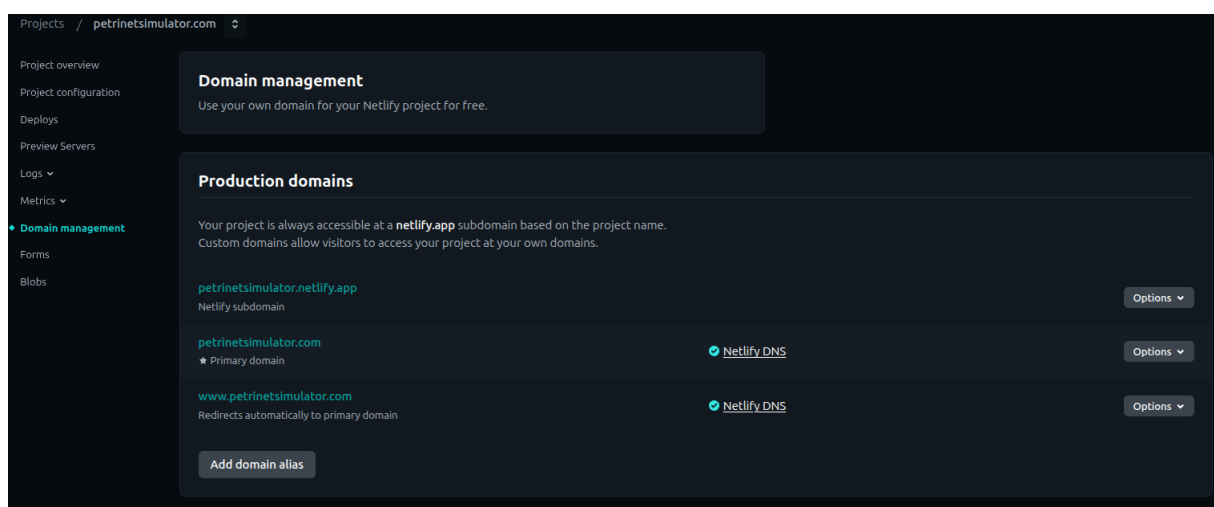 Projects / petrinetsimulator.com
Project overview
Project configuration
Deploys
Preview Servers
Logs
Metrics
Domain management
Forms
Blobs
Domain management
Use your own domain for your Netlify project for free.
Production domains
Your project is always accessible at a netlify.app subdomain based on the project name.
Custom domains allow visitors to access your project at your own domains.
petrinetsimulator.netlify.app
Netlify subdomain
Options
petrinetsimulator.com
★ Primary domain
Netlify DNS
Options
www.petrinetsimulator.com
Redirects automatically to primary domain
Netlify DNS
Options
Add domain alias